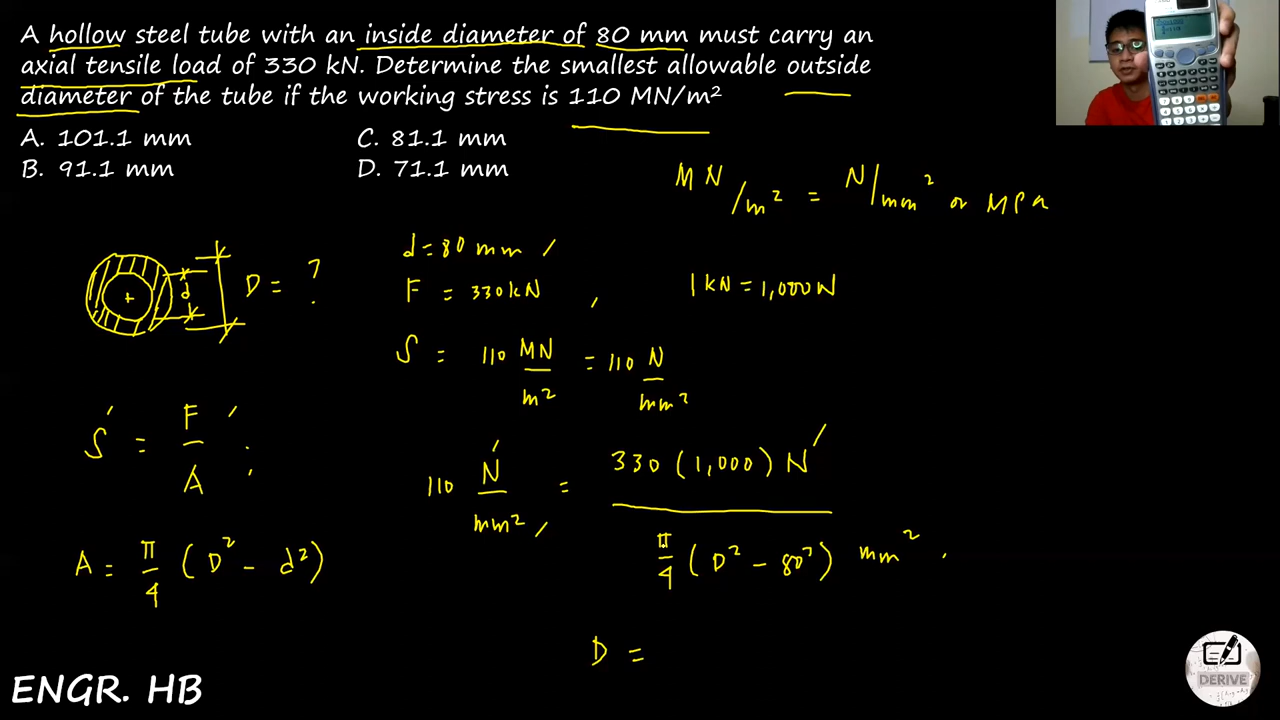 A hollow steel tube with an inside diameter of 80 mm must carry an
axial tensile load of 330 kN. Determine the smallest allowable outside
diameter of the tube if the working stress is 110 MN/m²
A. 101.1 mm C. 81.1 mm
B. 91.1 mm D. 71.1 mm
MN/m² = N/mm² or MPa
D = ?
d
d = 80 mm
F = 330 kN
1 kN = 1,000 N
S = 110 MN/m² = 110 N/mm²
S = F/A
110 N/mm² = 330 (1,000) N / π/4 (D² - 80²) mm²
A = π/4 (D² - d²)
D =
ENGR. HB
DERIVE